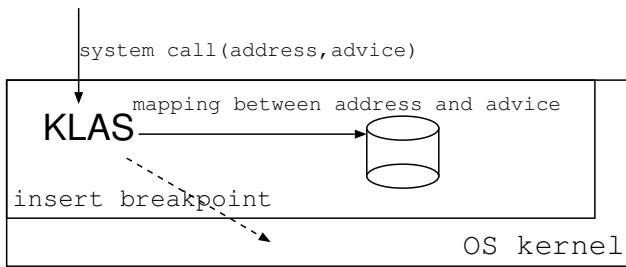 system call(address,advice)
mapping between address and advice
KLAS
insert breakpoint
OS kernel